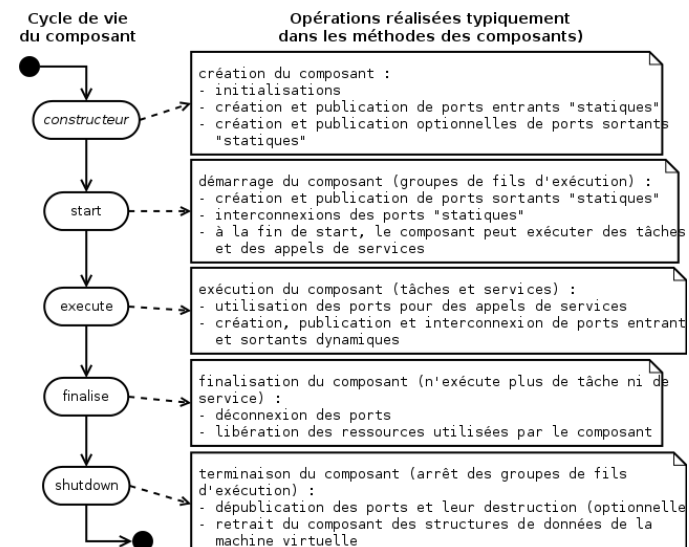 Cycle de vie
du composant
Opérations réalisées typiquement
dans les méthodes des composants)
constructeur
création du composant :
- initialisations
- création et publication de ports entrants "statiques"
- création et publication optionnelles de ports sortants
"statiques"
start
démarrage du composant (groupes de fils d'exécution) :
- création et publication de ports sortants "statiques"
- interconnexions des ports "statiques"
- à la fin de start, le composant peut exécuter des tâches
et des appels de services
execute
exécution du composant (tâches et services) :
- utilisation des ports pour des appels de services
- création, publication et interconnexion de ports entrant
et sortants dynamiques
finalise
finalisation du composant (n'exécute plus de tâche ni de
service) :
- déconnexion des ports
- libération des ressources utilisées par le composant
shutdown
terminaison du composant (arrêt des groupes de fils
d'exécution) :
- dépublication des ports et leur destruction (optionnelle
- retrait du composant des structures de données de la
machine virtuelle